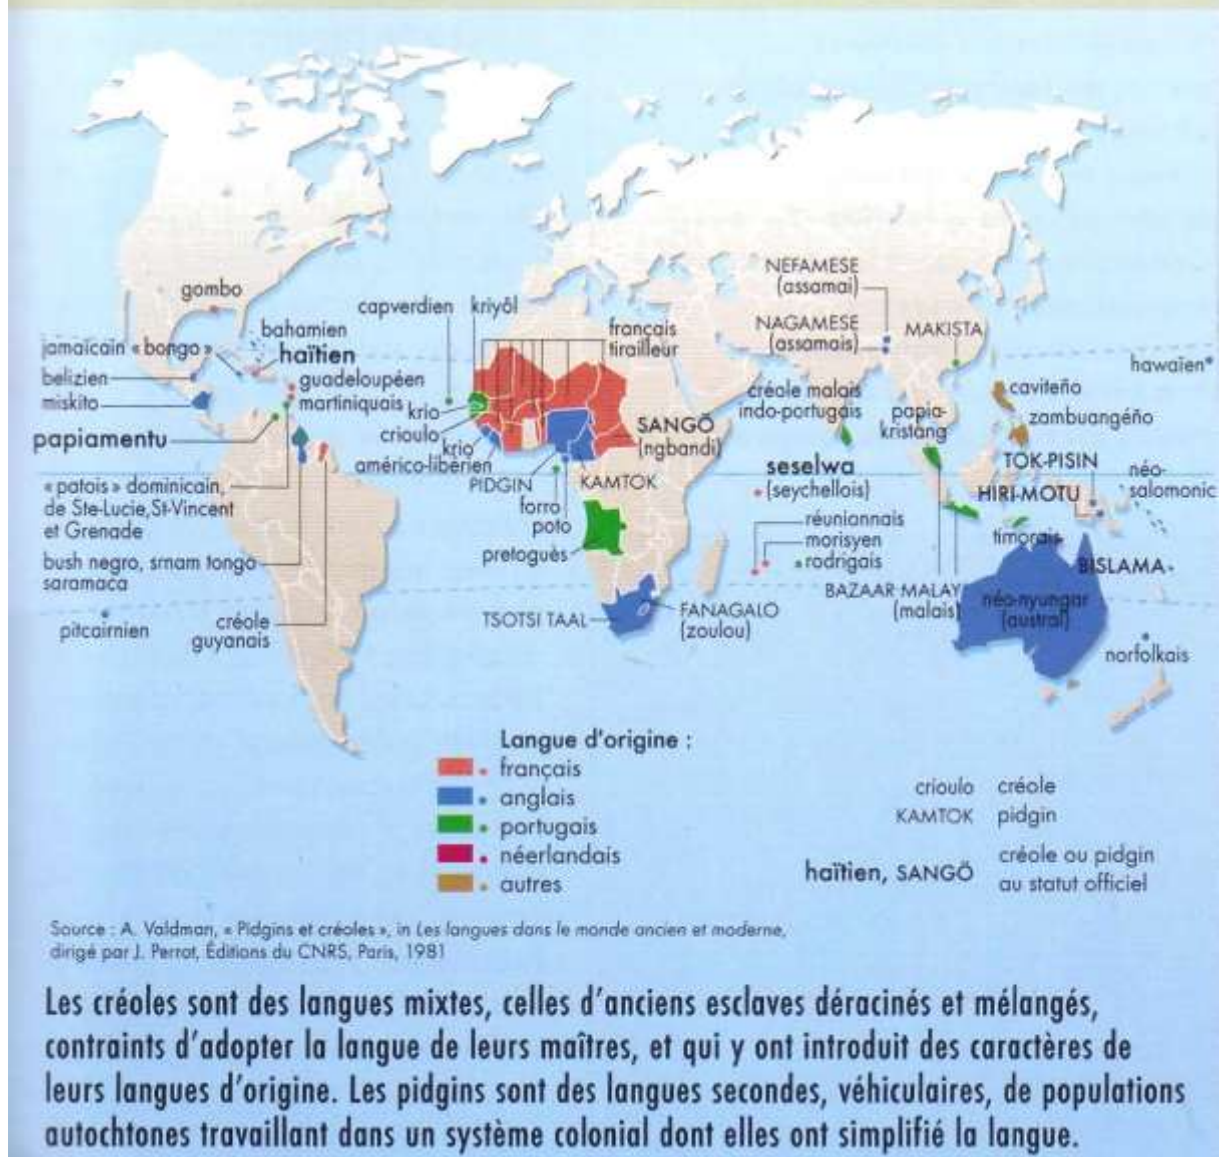 NEFAMESE
(assamai)
gombo
capverdien
kriyôl
français
tirailleur
NAGAMESE
(assamais)
MAKISTA
bahamien
jamaïcain « bongo »
haïtien
hawaïen
belizien
guadeloupéen
créole malais
indo-portugais
caviteño
miskito
martiniquais
krio
papia-
kristang
zambuangéño
papiamentu
crioulo
SANGÖ
(ngbandi)
krio
américo-libérien
seselwa
(seychellois)
TOK-PISIN
néo-
salomonic
PIDGIN
KAMTOK
HIRI-MOTU
« patois » dominicain,
de Ste-Lucie, St-Vincent
et Grenade
forro
poto
réunnionnais
morisyen
rodrigais
timorais
pretoguès
bush negro, srnam tongo
saramaca
BISLAMA
BAZAAR MALAY
(malais)
néo-nyungar
(austral)
pitcairnien
créole
guyanais
TSOTSI TAAL
FANAGALO
(zoulou)
norfolkais
Langue d'origine :
français
anglais
portugais
néerlandais
autres
crioulo créole
KAMTOK pidgin
haïtien, SANGÖ créole ou pidgin
au statut officiel
Source : A. Valdman, « Pidgins et créoles », in Les langues dans le monde ancien et moderne,
dirigé par J. Perrot, Éditions du CNRS, Paris, 1981
Les créoles sont des langues mixtes, celles d'anciens esclaves déracinés et mélangés,
contraints d'adopter la langue de leurs maîtres, et qui y ont introduit des caractères de
leurs langues d'origine. Les pidgins sont des langues secondes, véhiculaires, de populations
autochtones travaillant dans un système colonial dont elles ont simplifié la langue.